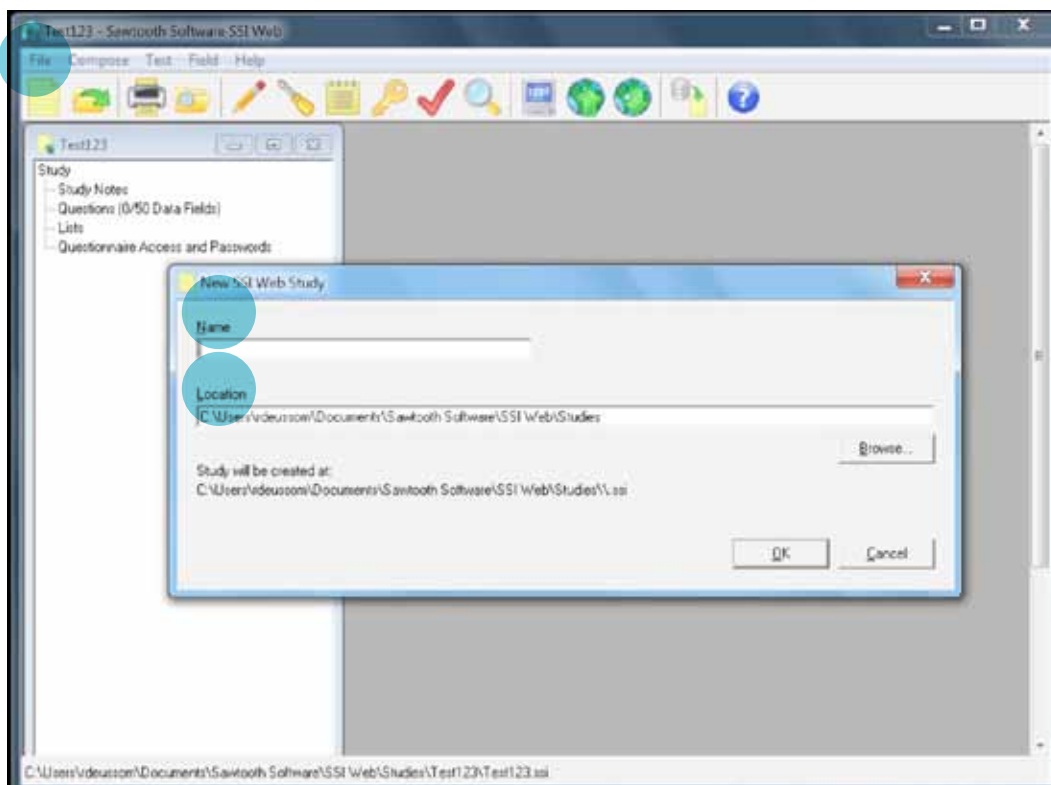 Test123 - Sawtooth Software SSI Web
File Compose Test Field Help
Test123
Study
Study Notes
Questions (0/50 Data Fields)
Lists
Questionnaire Access and Passwords
New SSI Web Study
Name
Location
C:\Users\rdeussom\Documents\Sawtooth Software\SSI Web\Studies
Browse...
Study will be created at:
C:\Users\rdeussom\Documents\Sawtooth Software\SSI Web\Studies\\.ssi
OK Cancel
C:\Users\rdeussom\Documents\Sawtooth Software\SSI Web\Studies\Test123\Test123.ssi